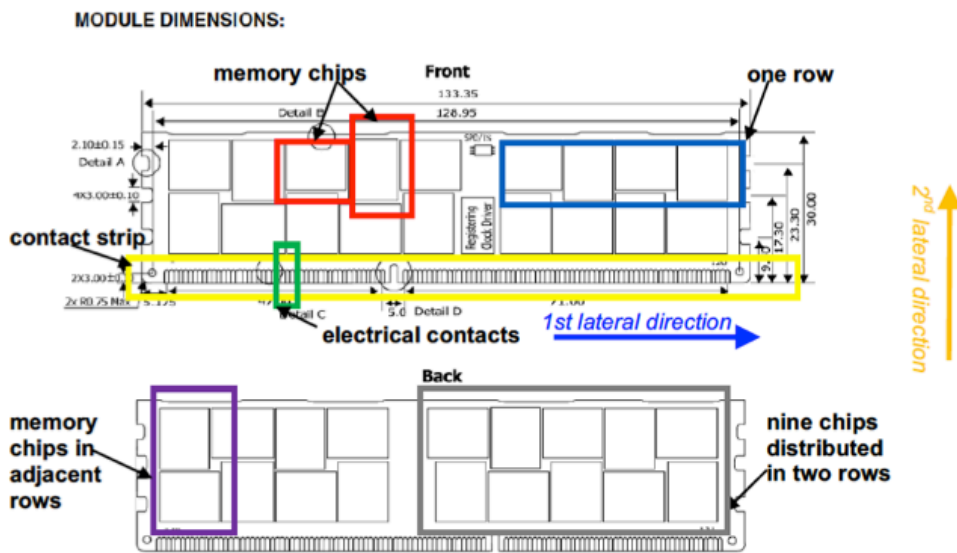 MODULE DIMENSIONS:
memory chips
Front
one row
133.35
Detail B
128.95
SPD/TS
2.10±0.15
Detail A
4X3.00±0.10
Registering
Clock Driver
17.30
23.30
30.00
2nd lateral direction
contact strip
2X3.00±0
2x R0.75 Max
5.175
5.0
Detail D
71.00
Detail C
electrical contacts
1st lateral direction
Back
memory
chips in
adjacent
rows
nine chips
distributed
in two rows